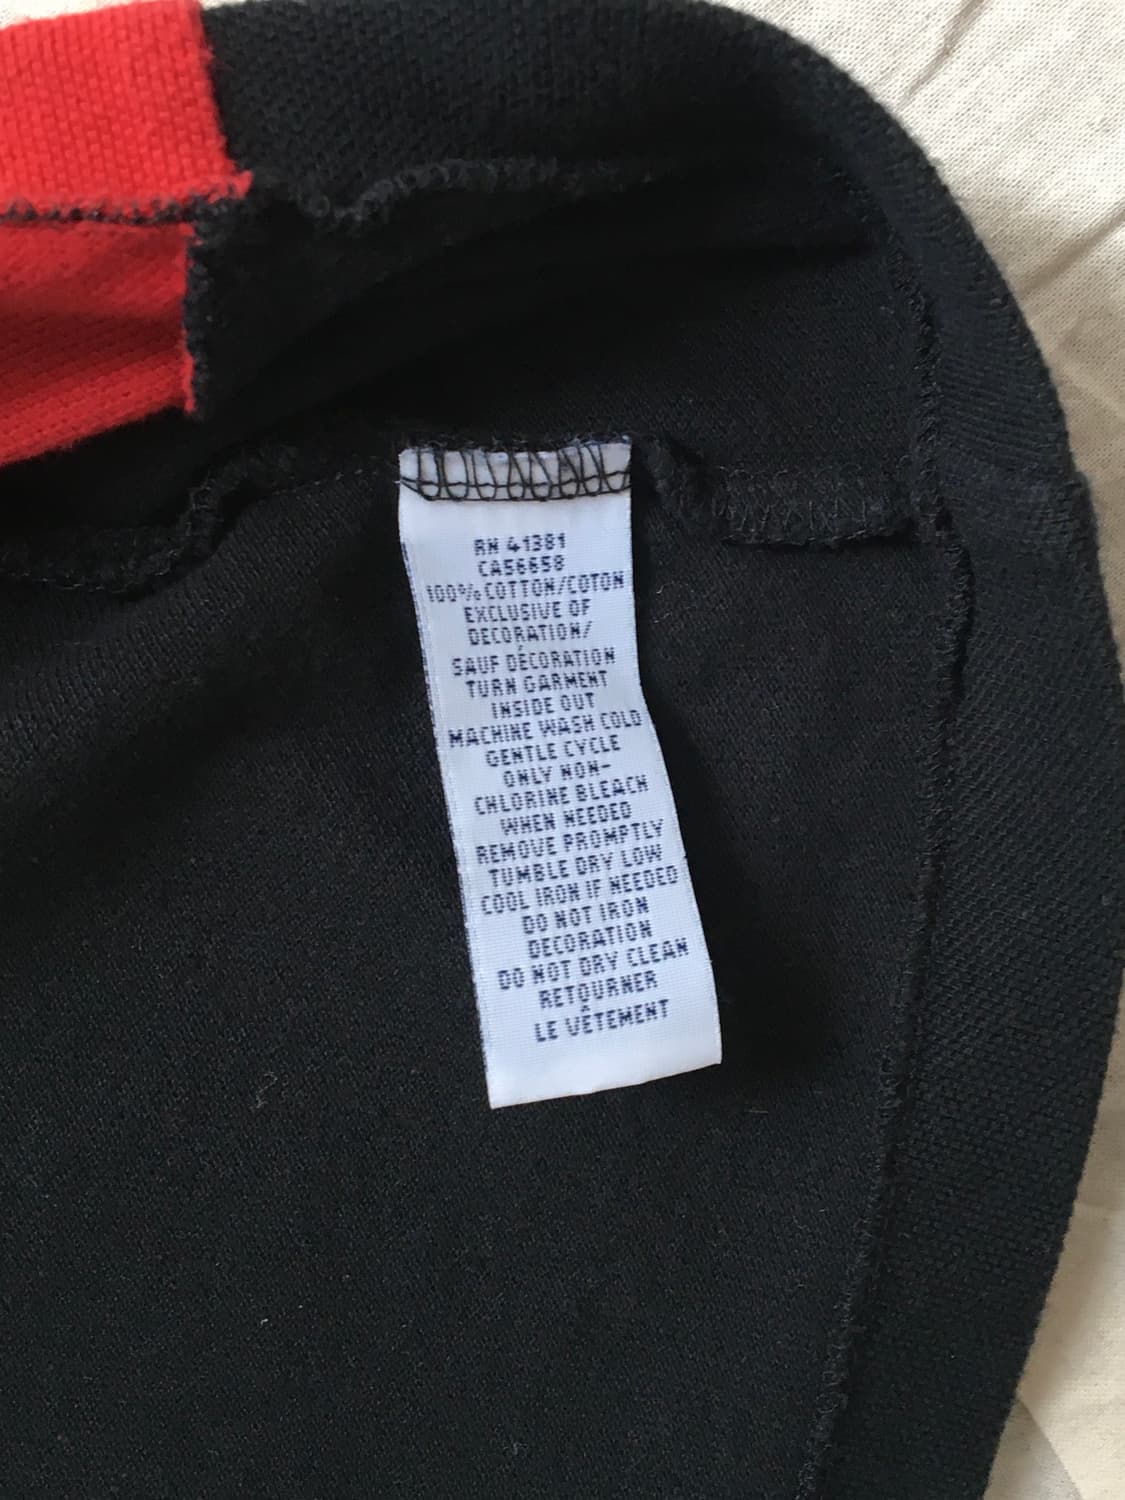 RN 41381
CA56658
100% COTTON/COTON
EXCLUSIVE OF
DECORATION/
SAUF DÉCORATION
TURN GARMENT
INSIDE OUT
MACHINE WASH COLD
GENTLE CYCLE
ONLY NON-
CHLORINE BLEACH
WHEN NEEDED
REMOVE PROMPTLY
TUMBLE DRY LOW
COOL IRON IF NEEDED
DO NOT IRON
DECORATION
DO NOT DRY CLEAN
RETOURNER
LE VÊTEMENT